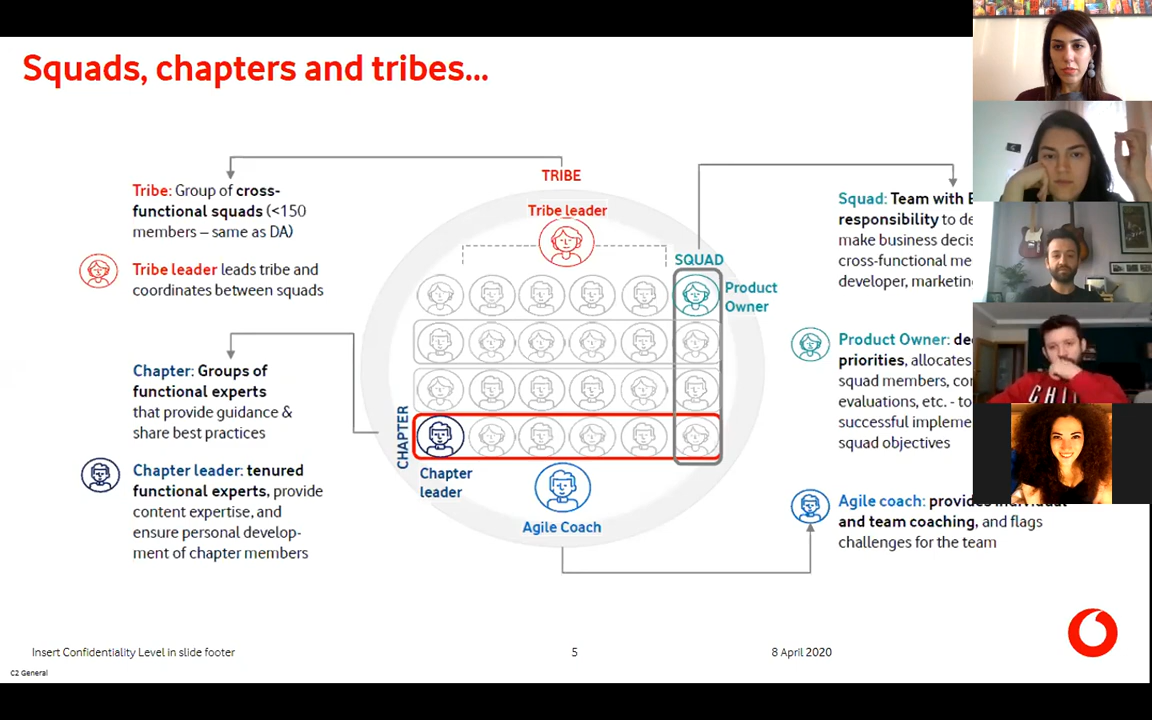 Squads, chapters and tribes...
Tribe: Group of cross-
functional squads (<150
members – same as DA)
Tribe leader leads tribe and
coordinates between squads
Chapter: Groups of
functional experts
that provide guidance &
share best practices
Chapter leader: tenured
functional experts, provide
content expertise, and
ensure personal develop-
ment of chapter members
TRIBE
Tribe leader
SQUAD
Product
Owner
CHAPTER
Chapter
leader
Agile Coach
Squad: Team with
responsibility to de
make business decis
cross-functional me
developer, marketin
Product Owner: de
priorities, allocates
squad members, con
evaluations, etc. - to
successful impleme
squad objectives
Agile coach: provides individual
and team coaching, and flags
challenges for the team
Insert Confidentiality Level in slide footer
5
8 April 2020
C2 General